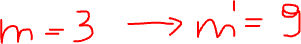 m = 3 ⟶ m' = 9